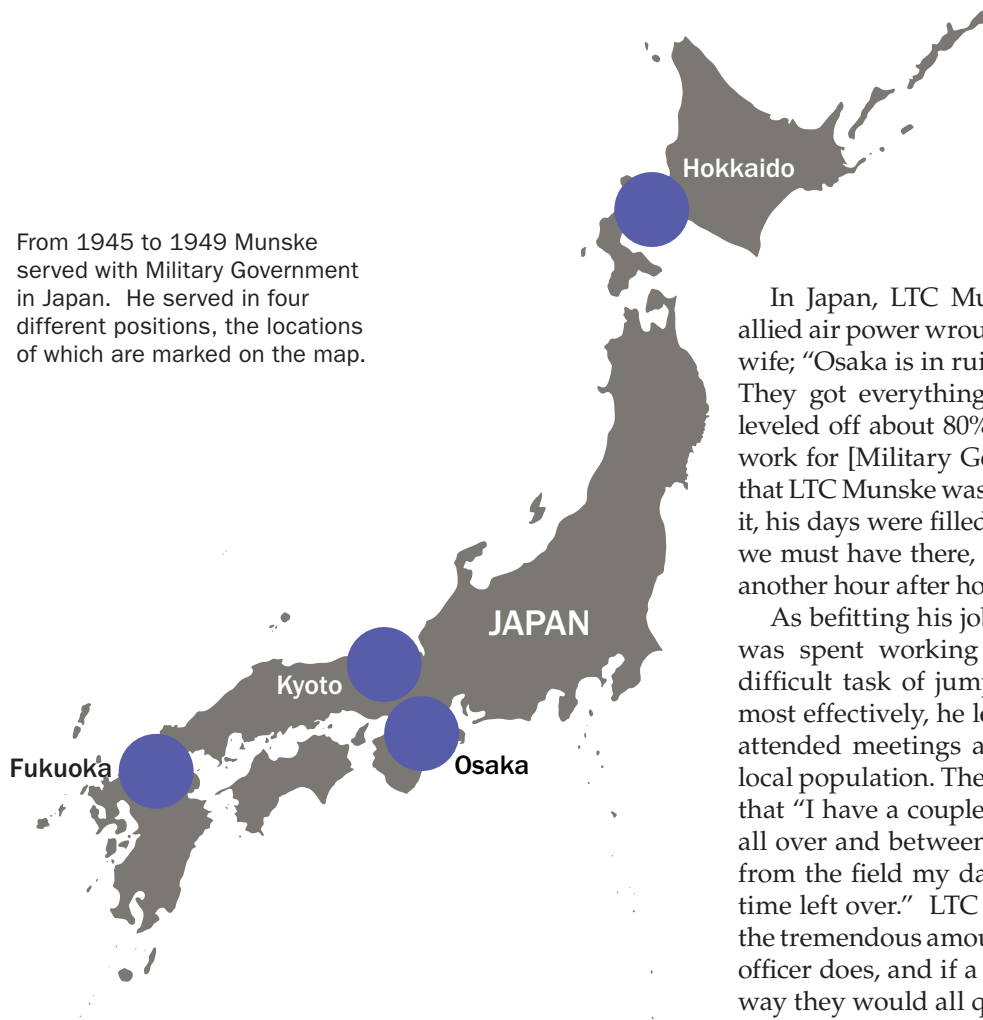 From 1945 to 1949 Munske
served with Military Government
in Japan.  He served in four
different positions, the locations
of which are marked on the map.
Hokkaido
JAPAN
Kyoto
Fukuoka
Osaka
In Japan, LTC Mu
allied air power wrou
wife; “Osaka is in rui
They got everything
leveled off about 80%
work for [Military Go
that LTC Munske was
it, his days were filled
we must have there,
another hour after ho
As befitting his jo
was spent working
difficult task of jum
most effectively, he le
attended meetings a
local population. The
that “I have a couple
all over and between
from the field my da
time left over.”  LTC
the tremendous amou
officer does, and if a
way they would all q